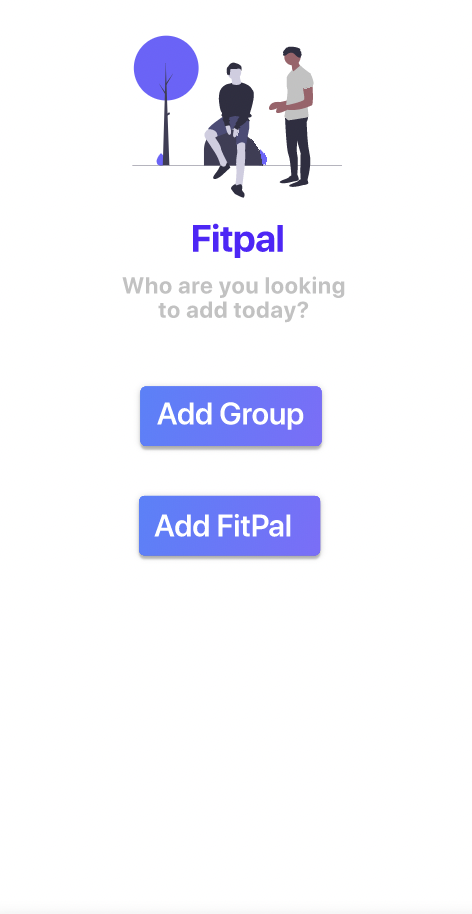 Fitpal
Who are you looking
to add today?
Add Group
Add FitPal